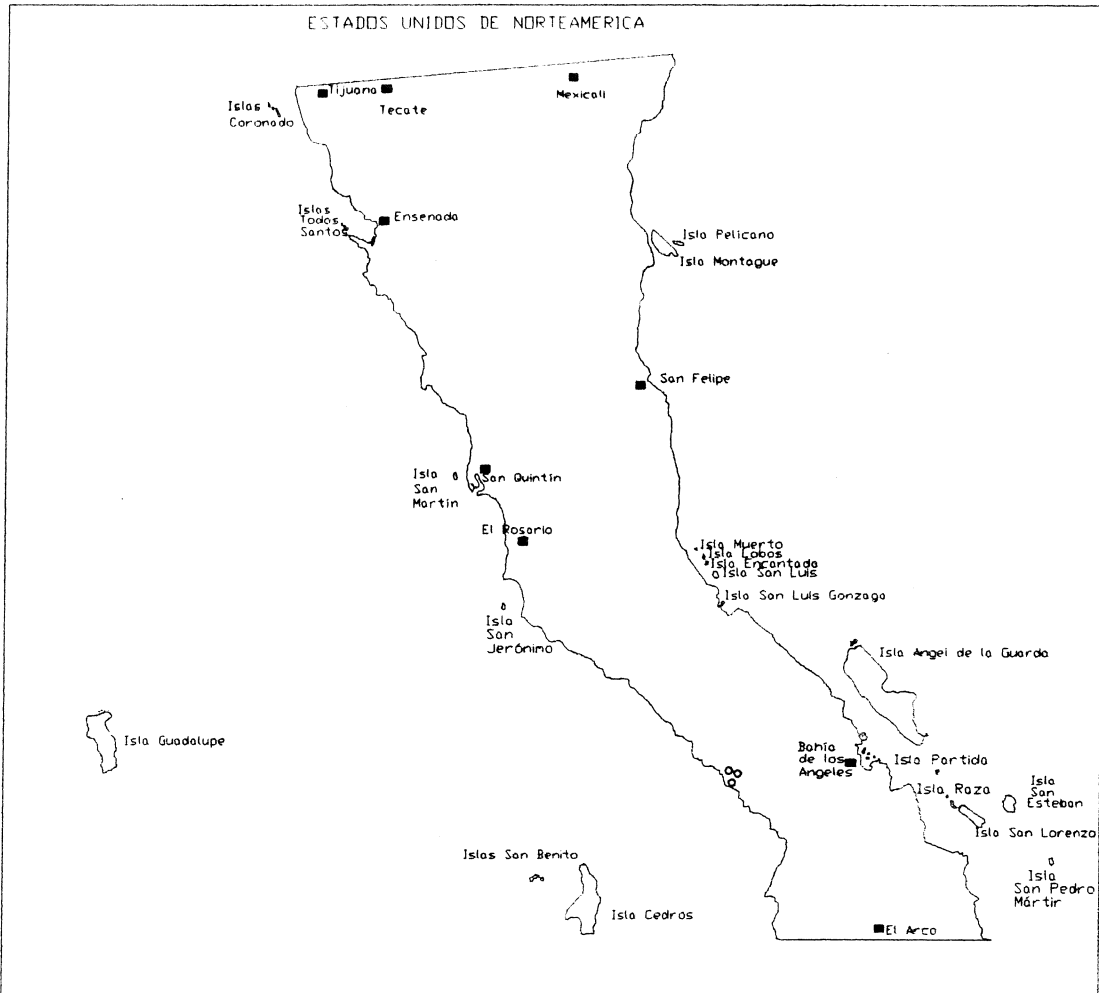 ESTADOS UNIDOS DE NORTEAMERICA
Tijuana
Mexicali
Islas
Coronado
Tecate
Islas
Todos
Santos
Ensenada
Isla Pelicano
Isla Montague
San Felipe
Isla
San
Martín
San Quintín
El Rosario
Isla Muerto
Isla Lobos
Isla Encantada
Isla San Luis
Isla San Luis Gonzaga
Isla
San
Jerónimo
Isla Angel de la Guarda
Isla Guadalupe
Bahía
de los
Angeles
Isla Partida
Isla Raza
Isla
San
Esteban
Isla San Lorenzo
Islas San Benito
Isla
San Pedro
Mártir
Isla Cedros
El Arco